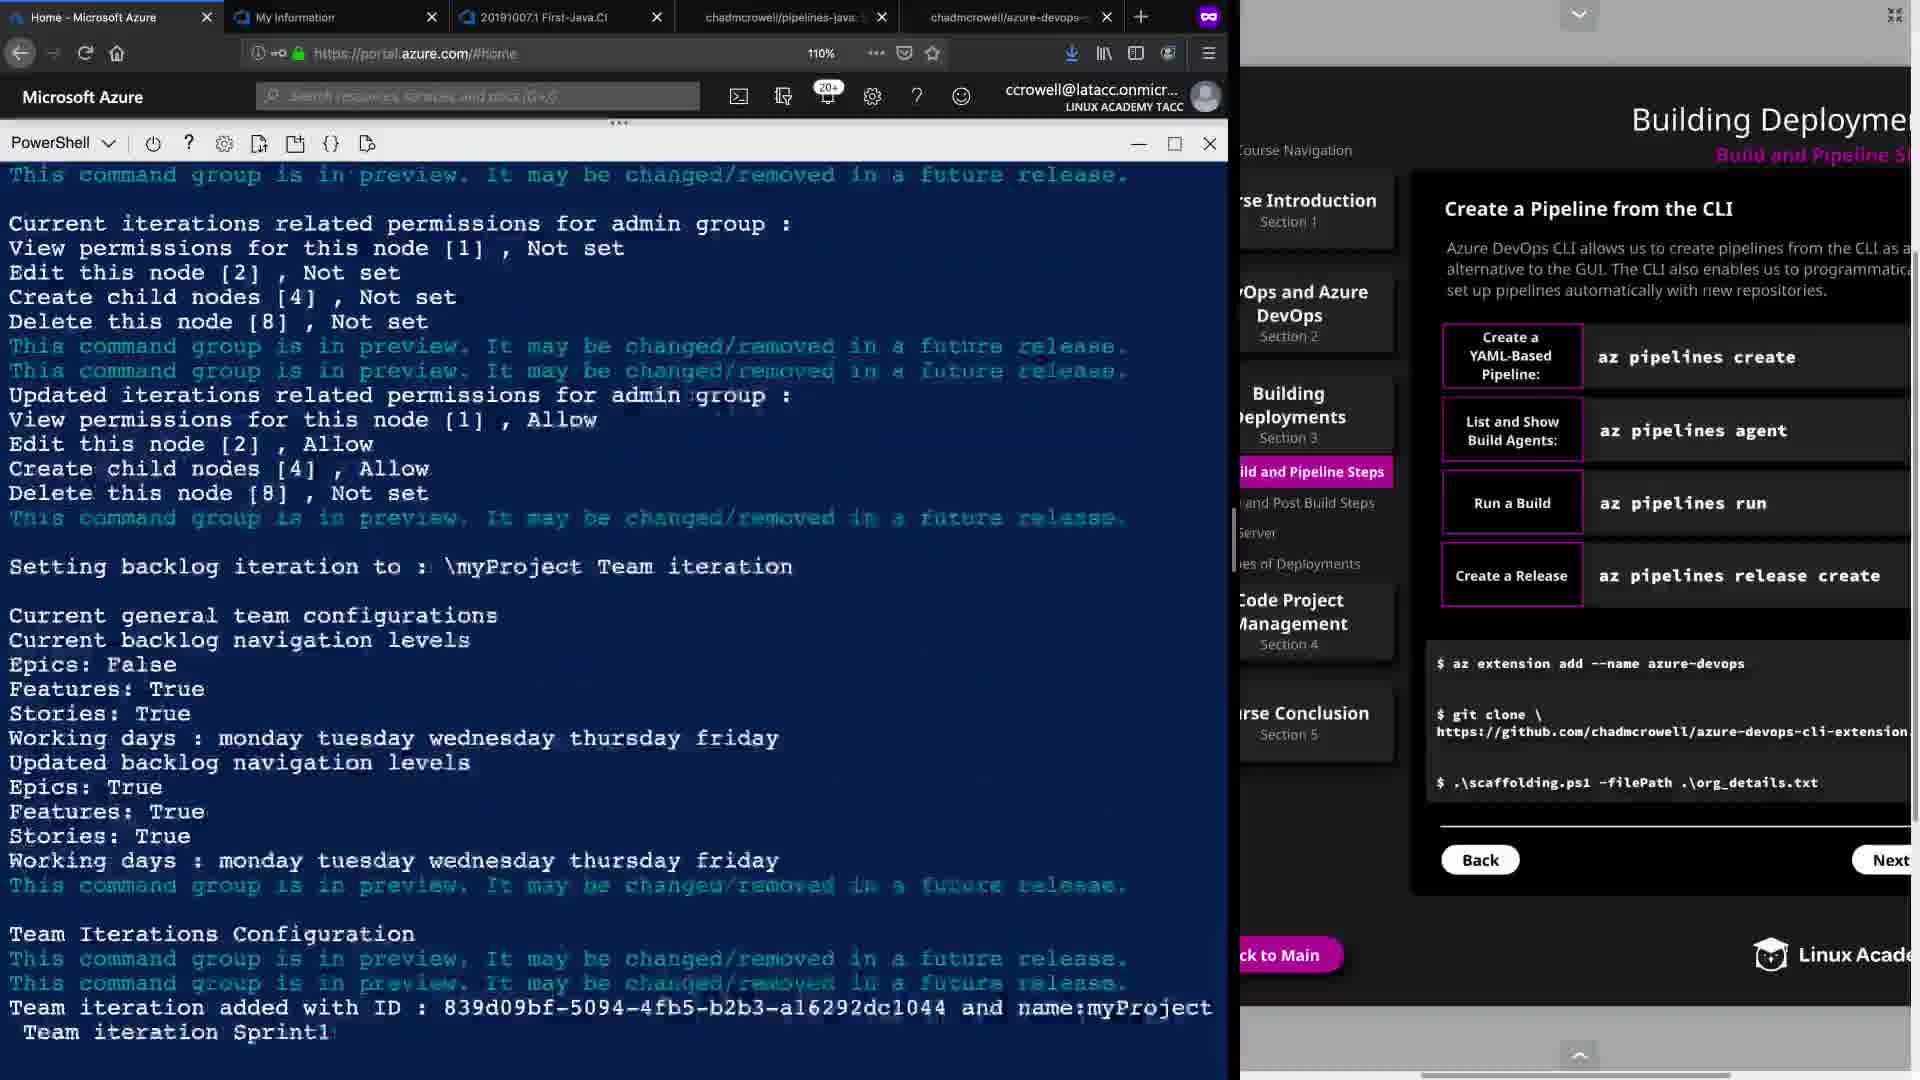 Home - Microsoft Azure
My Information
20191007.1 First-Java.CI
chadmcrowell/pipelines-java:
chadmcrowell/azure-devops-
https://portal.azure.com/#home
110%
Microsoft Azure
Search resources, services, and docs (G+/)
20+
ccrowell@latacc.onmicr...
LINUX ACADEMY TACC
PowerShell
This command group is in preview. It may be changed/removed in a future release.
Current iterations related permissions for admin group :
View permissions for this node [1] , Not set
Edit this node [2] , Not set
Create child nodes [4] , Not set
Delete this node [8] , Not set
This command group is in preview. It may be changed/removed in a future release.
This command group is in preview. It may be changed/removed in a future release.
Updated iterations related permissions for admin group :
View permissions for this node [1] , Allow
Edit this node [2] , Allow
Create child nodes [4] , Allow
Delete this node [8] , Not set
This command group is in preview. It may be changed/removed in a future release.
Setting backlog iteration to : \myProject Team iteration
Current general team configurations
Current backlog navigation levels
Epics: False
Features: True
Stories: True
Working days : monday tuesday wednesday thursday friday
Updated backlog navigation levels
Epics: True
Features: True
Stories: True
Working days : monday tuesday wednesday thursday friday
This command group is in preview. It may be changed/removed in a future release.
Team Iterations Configuration
This command group is in preview. It may be changed/removed in a future release.
This command group is in preview. It may be changed/removed in a future release.
Team iteration added with ID : 839d09bf-5094-4fb5-b2b3-a16292dc1044 and name:myProject
Team iteration Sprint1
Building Deployme
Build and Pipeline S
ourse Navigation
rse Introduction
Section 1
vOps and Azure
DevOps
Section 2
Building
Deployments
Section 3
ild and Pipeline Steps
and Post Build Steps
Server
es of Deployments
Code Project
Management
Section 4
urse Conclusion
Section 5
ck to Main
Create a Pipeline from the CLI
Azure DevOps CLI allows us to create pipelines from the CLI as a
alternative to the GUI. The CLI also enables us to programmatica
set up pipelines automatically with new repositories.
Create a
YAML-Based
Pipeline:
az pipelines create
List and Show
Build Agents:
az pipelines agent
Run a Build
az pipelines run
Create a Release
az pipelines release create
$ az extension add --name azure-devops
$ git clone \
https://github.com/chadmcrowell/azure-devops-cli-extension.
$ .\scaffolding.ps1 -filePath .\org_details.txt
Back
Next
Linux Acade